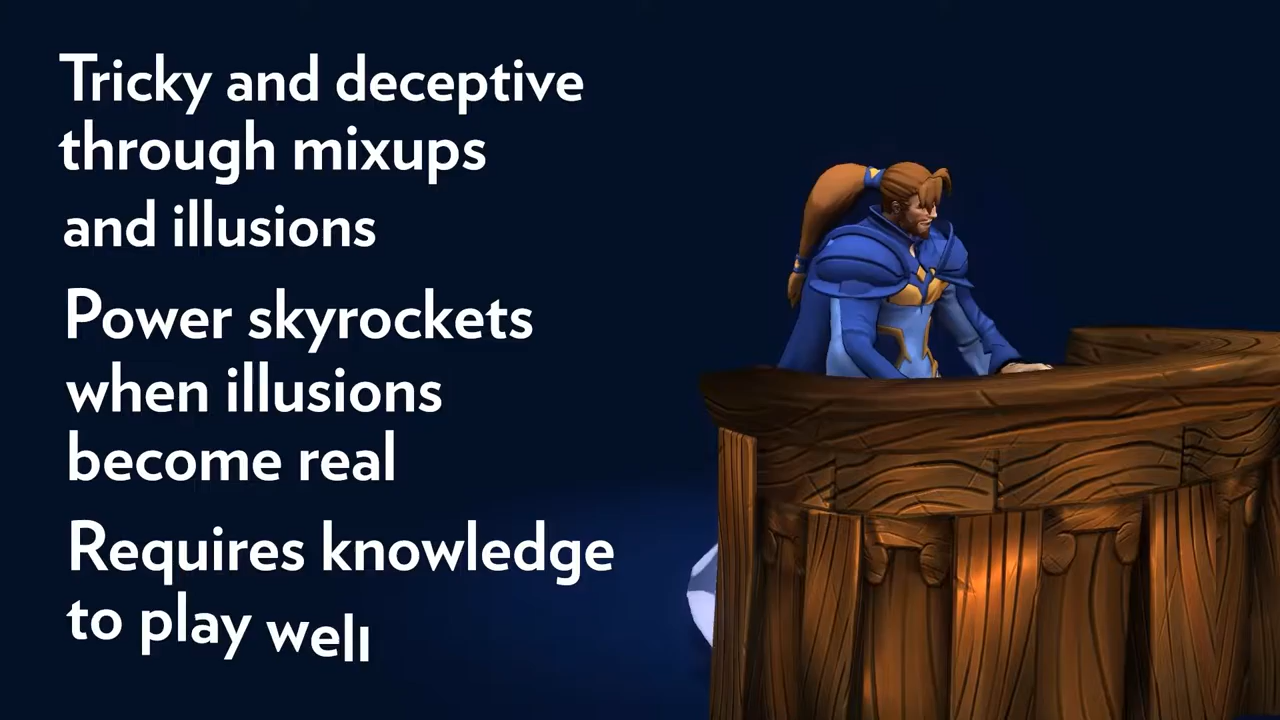 Tricky and deceptive
through mixups
and illusions
Power skyrockets
when illusions
become real
Requires knowledge
to play well